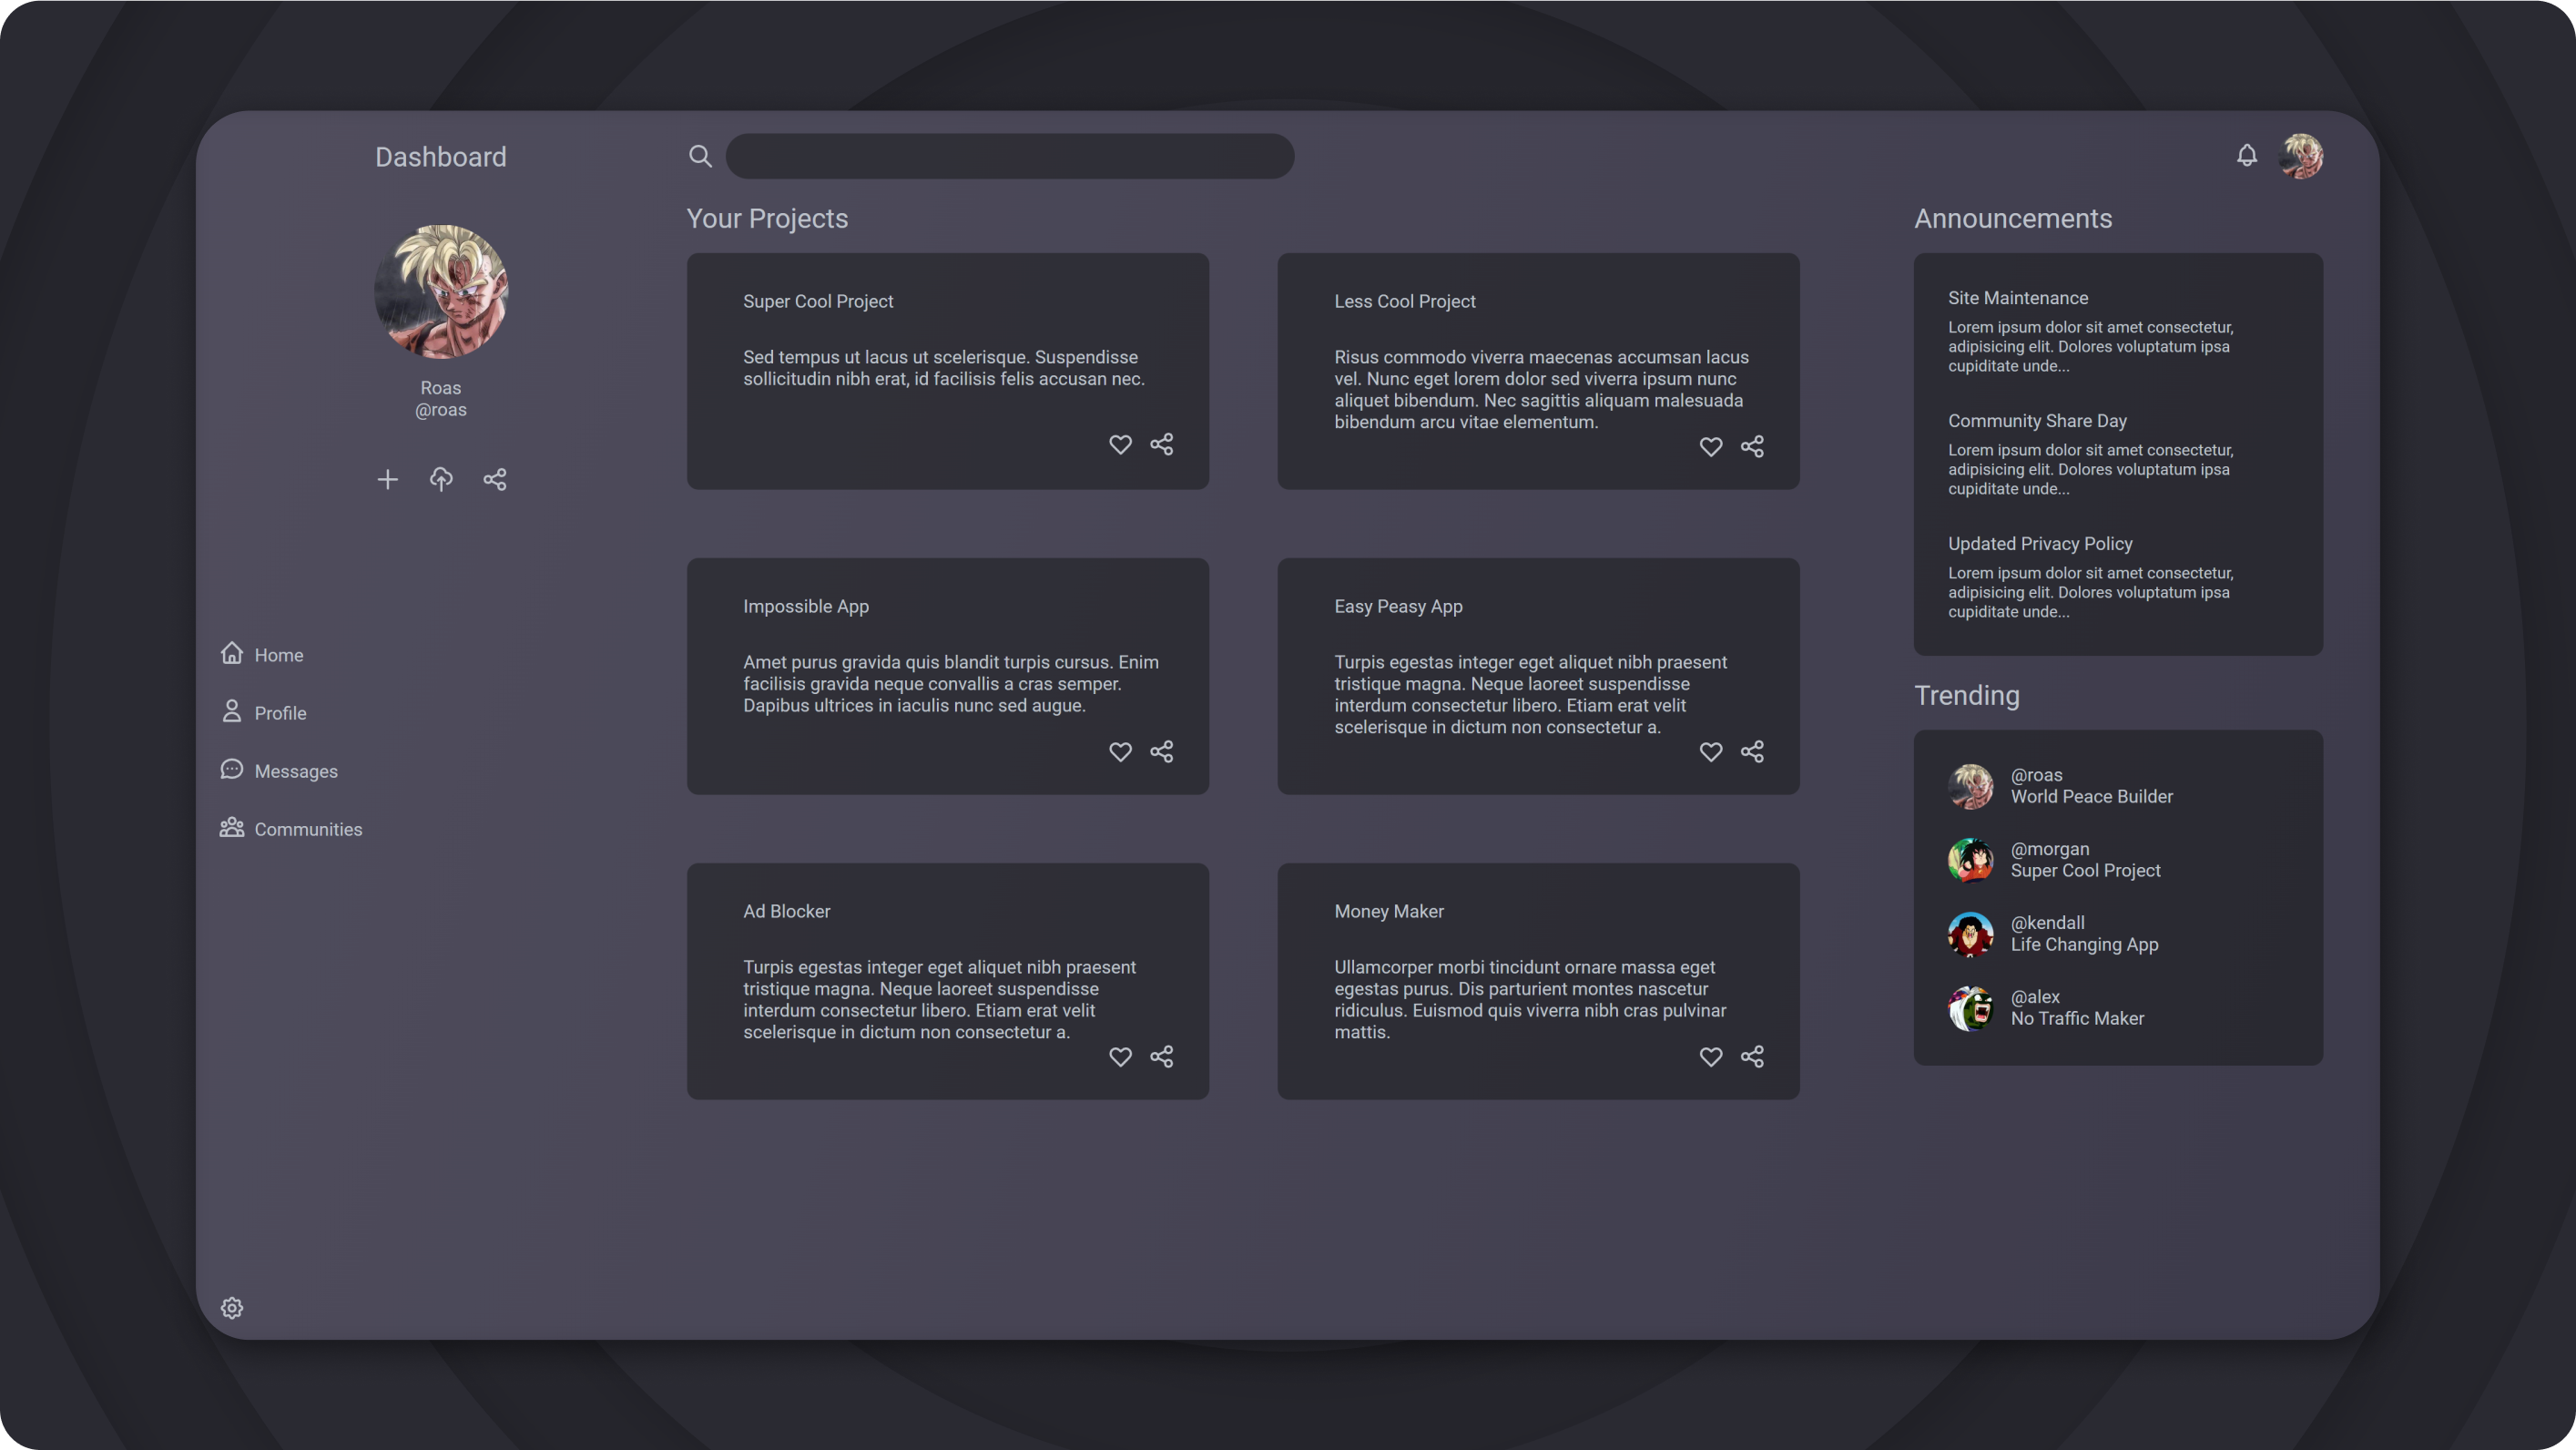 Dashboard
Roas
@roas
Home
Profile
Messages
Communities
Your Projects
Super Cool Project
Sed tempus ut lacus ut scelerisque. Suspendisse
sollicitudin nibh erat, id facilisis felis accusan nec.
Less Cool Project
Risus commodo viverra maecenas accumsan lacus
vel. Nunc eget lorem dolor sed viverra ipsum nunc
aliquet bibendum. Nec sagittis aliquam malesuada
bibendum arcu vitae elementum.
Impossible App
Amet purus gravida quis blandit turpis cursus. Enim
facilisis gravida neque convallis a cras semper.
Dapibus ultrices in iaculis nunc sed augue.
Easy Peasy App
Turpis egestas integer eget aliquet nibh praesent
tristique magna. Neque laoreet suspendisse
interdum consectetur libero. Etiam erat velit
scelerisque in dictum non consectetur a.
Ad Blocker
Turpis egestas integer eget aliquet nibh praesent
tristique magna. Neque laoreet suspendisse
interdum consectetur libero. Etiam erat velit
scelerisque in dictum non consectetur a.
Money Maker
Ullamcorper morbi tincidunt ornare massa eget
egestas purus. Dis parturient montes nascetur
ridiculus. Euismod quis viverra nibh cras pulvinar
mattis.
Announcements
Site Maintenance
Lorem ipsum dolor sit amet consectetur,
adipisicing elit. Dolores voluptatum ipsa
cupiditate unde...
Community Share Day
Lorem ipsum dolor sit amet consectetur,
adipisicing elit. Dolores voluptatum ipsa
cupiditate unde...
Updated Privacy Policy
Lorem ipsum dolor sit amet consectetur,
adipisicing elit. Dolores voluptatum ipsa
cupiditate unde...
Trending
@roas
World Peace Builder
@morgan
Super Cool Project
@kendall
Life Changing App
@alex
No Traffic Maker